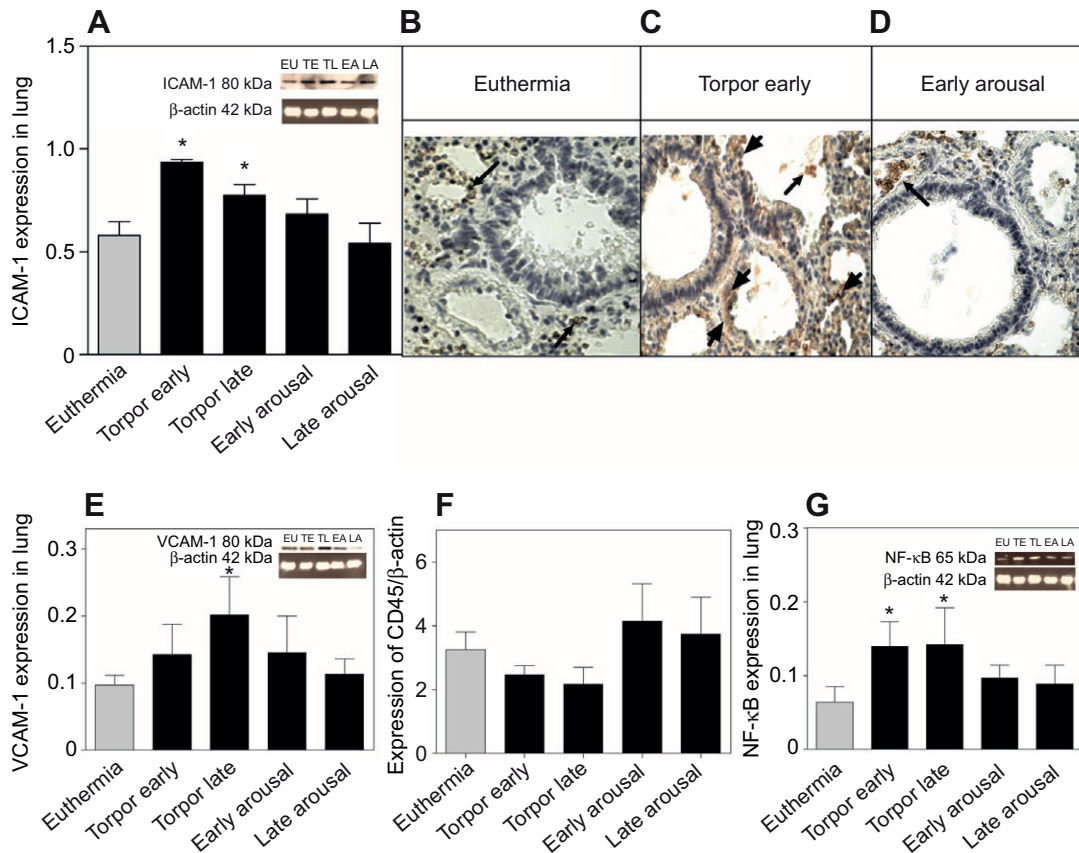 A
ICAM-1 expression in lung
1.5
1.0
0.5
0
EU TE TL EA LA
ICAM-1 80 kDa
β-actin 42 kDa
*
*
Euthermia
Torpor early
Torpor late
Early arousal
Late arousal
B
Euthermia
C
Torpor early
D
Early arousal
E
VCAM-1 expression in lung
0.3
0.2
0.1
0
EU TE TL EA LA
VCAM-1 80 kDa
β-actin 42 kDa
*
Euthermia
Torpor early
Torpor late
Early arousal
Late arousal
F
Expression of CD45/β-actin
6
4
2
0
Euthermia
Torpor early
Torpor late
Early arousal
Late arousal
G
NF-κB expression in lung
0.3
0.2
0.1
0
EU TE TL EA LA
NF-κB 65 kDa
β-actin 42 kDa
*
*
Euthermia
Torpor early
Torpor late
Early arousal
Late arousal